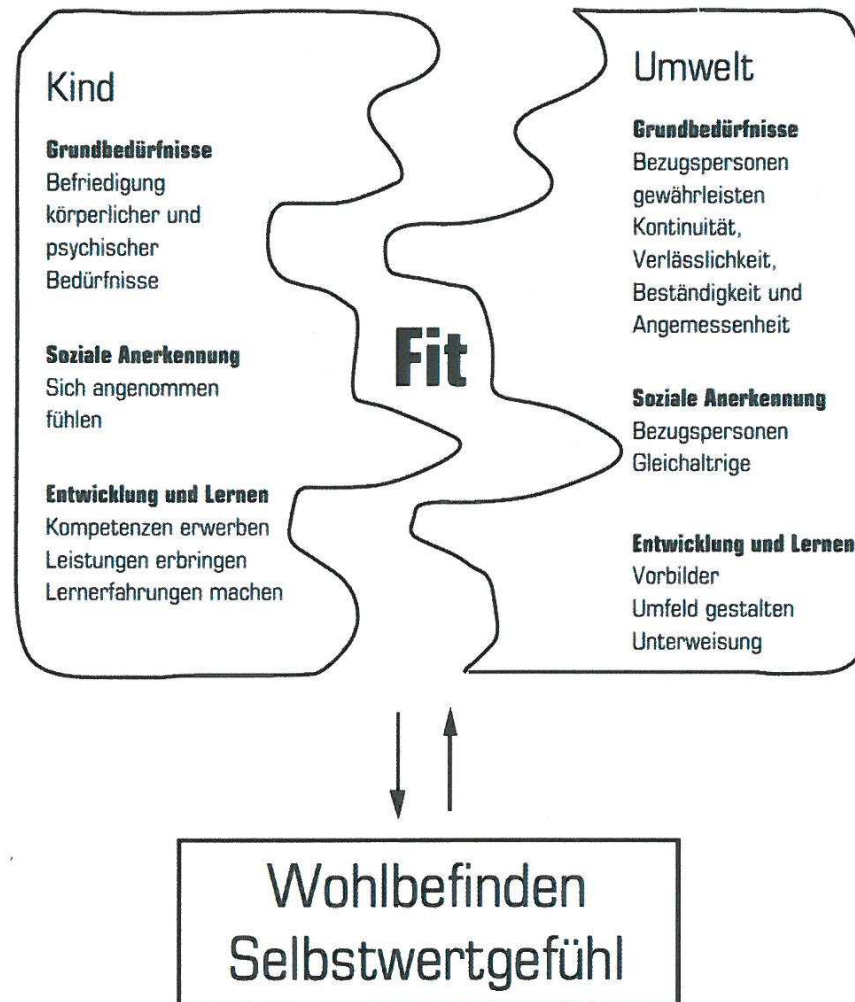 Kind
Grundbedürfnisse
Befriedigung
körperlicher und
psychischer
Bedürfnisse
Soziale Anerkennung
Sich angenommen
fühlen
Entwicklung und Lernen
Kompetenzen erwerben
Leistungen erbringen
Lernerfahrungen machen
Fit
Umwelt
Grundbedürfnisse
Bezugspersonen
gewährleisten
Kontinuität,
Verlässlichkeit,
Beständigkeit und
Angemessenheit
Soziale Anerkennung
Bezugspersonen
Gleichaltrige
Entwicklung und Lernen
Vorbilder
Umfeld gestalten
Unterweisung
Wohlbefinden
Selbstwertgefühl